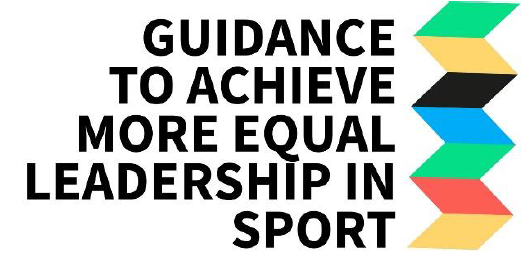 GUIDANCE
TO ACHIEVE
MORE EQUAL
LEADERSHIP IN
SPORT